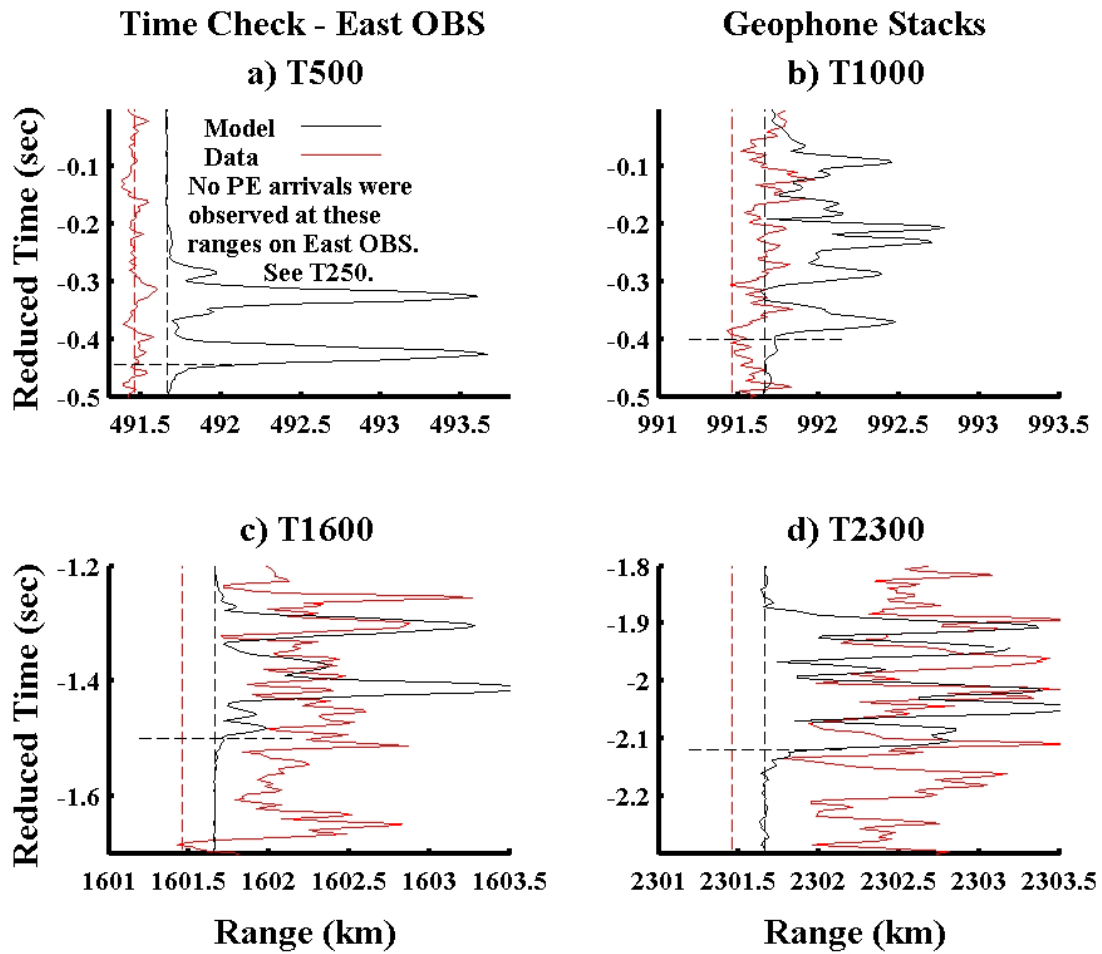 Time Check - East OBS
Geophone Stacks
a) T500
b) T1000
Reduced Time (sec)
-0.1
-0.2
-0.3
-0.4
-0.5
Model
Data
No PE arrivals were
observed at these
ranges on East OBS.
See T250.
491.5 492 492.5 493 493.5
-0.1
-0.2
-0.3
-0.4
-0.5
991 991.5 992 992.5 993 993.5
c) T1600
d) T2300
Reduced Time (sec)
-1.2
-1.4
-1.6
1601 1601.5 1602 1602.5 1603 1603.5
-1.8
-1.9
-2
-2.1
-2.2
2301 2301.5 2302 2302.5 2303 2303.5
Range (km)
Range (km)